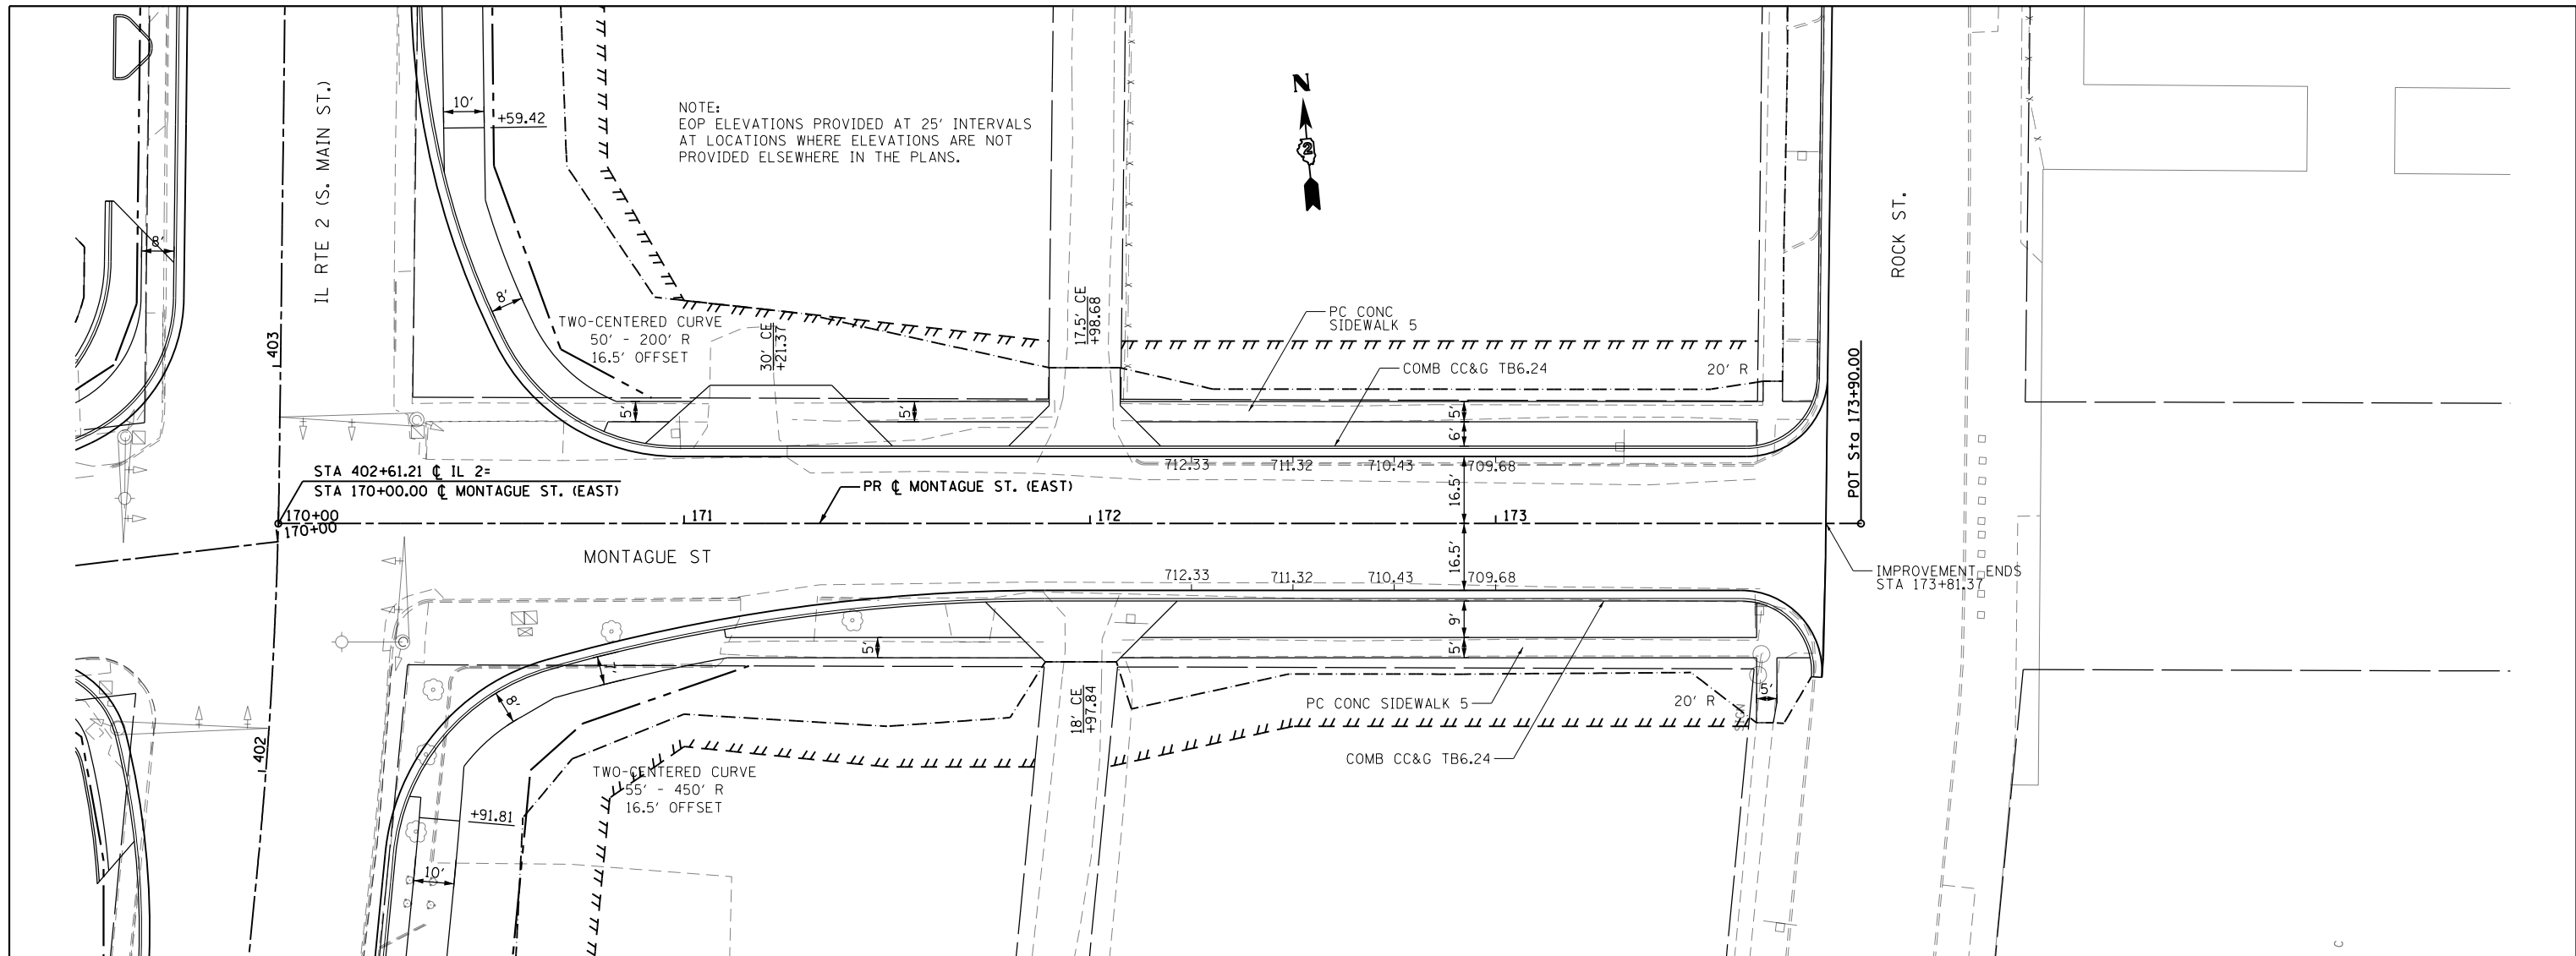 10'
+59.42
NOTE:
EOP ELEVATIONS PROVIDED AT 25' INTERVALS
AT LOCATIONS WHERE ELEVATIONS ARE NOT
PROVIDED ELSEWHERE IN THE PLANS.
N
2
IL RTE 2 (S. MAIN ST.)
ROCK ST.
8'
8'
403
TWO-CENTERED CURVE
50' - 200' R
16.5' OFFSET
30' CE
+21.37
17.5' CE
+98.68
PC CONC
SIDEWALK 5
COMB CC&G TB6.24
20' R
POT Sta 173+90.00
5'
5'
5'
6'
STA 402+61.21 ℄ IL 2=
STA 170+00.00 ℄ MONTAGUE ST. (EAST)
PR ℄ MONTAGUE ST. (EAST)
712.33
711.32
710.43
709.68
16.5'
170+00
170+00
171
172
173
MONTAGUE ST
16.5'
712.33
711.32
710.43
709.68
IMPROVEMENT ENDS
STA 173+81.37
9'
5'
5'
7'
8'
5'
402
18' CE
+97.84
PC CONC SIDEWALK 5
20' R
SIGN
COMB CC&G TB6.24
TWO-CENTERED CURVE
55' - 450' R
16.5' OFFSET
+91.81
10'
C